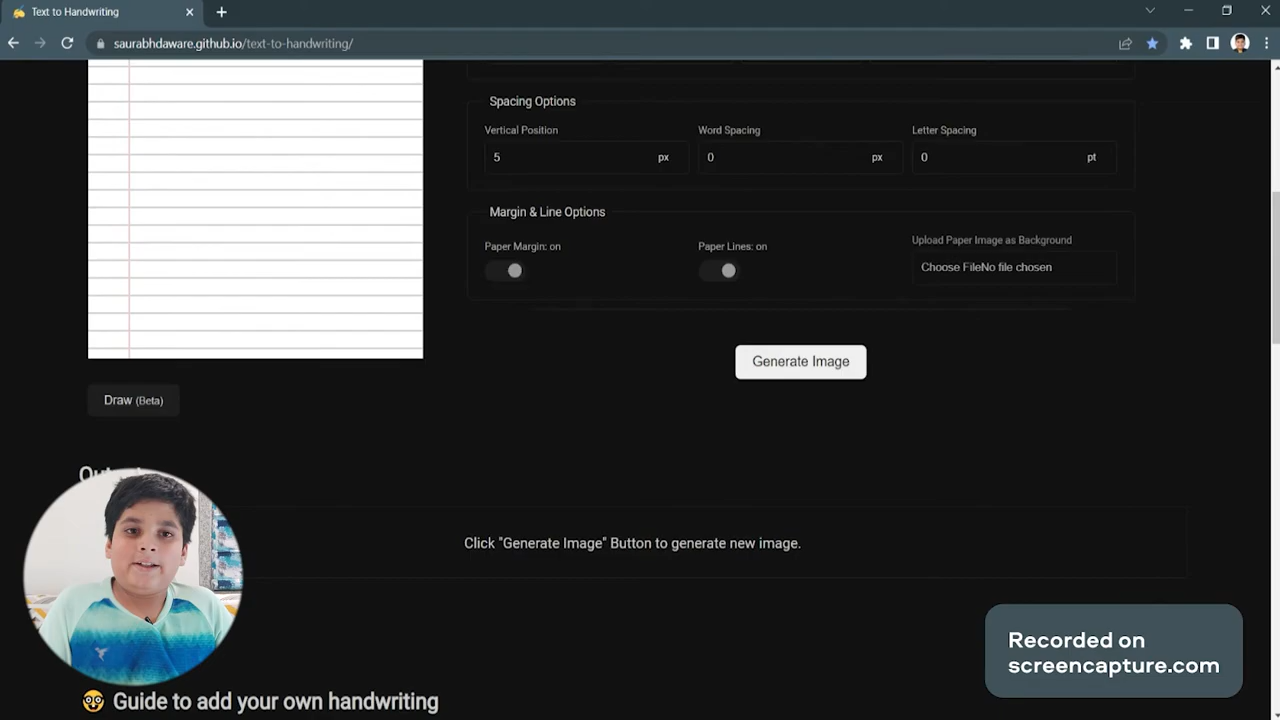 Text to Handwriting
saurabhdaware.github.io/text-to-handwriting/
Spacing Options
Vertical Position Word Spacing Letter Spacing
5 px 0 px 0 pt
Margin & Line Options
Paper Margin: on Paper Lines: on Upload Paper Image as Background
Choose FileNo file chosen
Generate Image
Draw (Beta)
Click "Generate Image" Button to generate new image.
Recorded on
screencapture.com
Guide to add your own handwriting